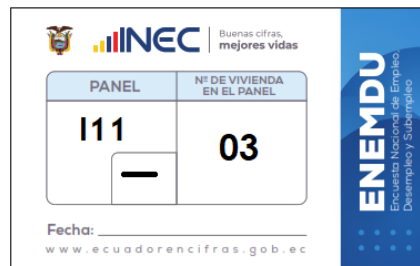 INEC
Buenas cifras,
mejores vidas
PANEL
Nº DE VIVIENDA
EN EL PANEL
I11
—
03
Fecha:
www.ecuadorencifras.gob.ec
ENEMDU
Encuesta Nacional de Empleo,
Desempleo y Subempleo